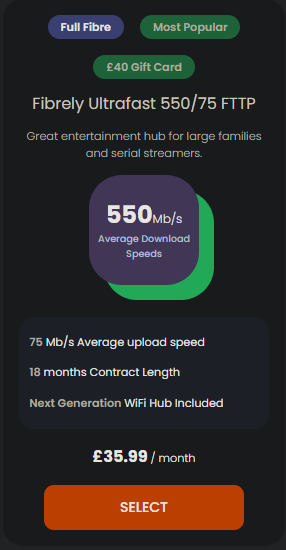 Full Fibre
Most Popular
£40 Gift Card
Fibrely Ultrafast 550/75 FTTP
Great entertainment hub for large families
and serial streamers.
550Mb/s
Average Download
Speeds
75 Mb/s Average upload speed
18 months Contract Length
Next Generation WiFi Hub Included
£35.99 / month
SELECT